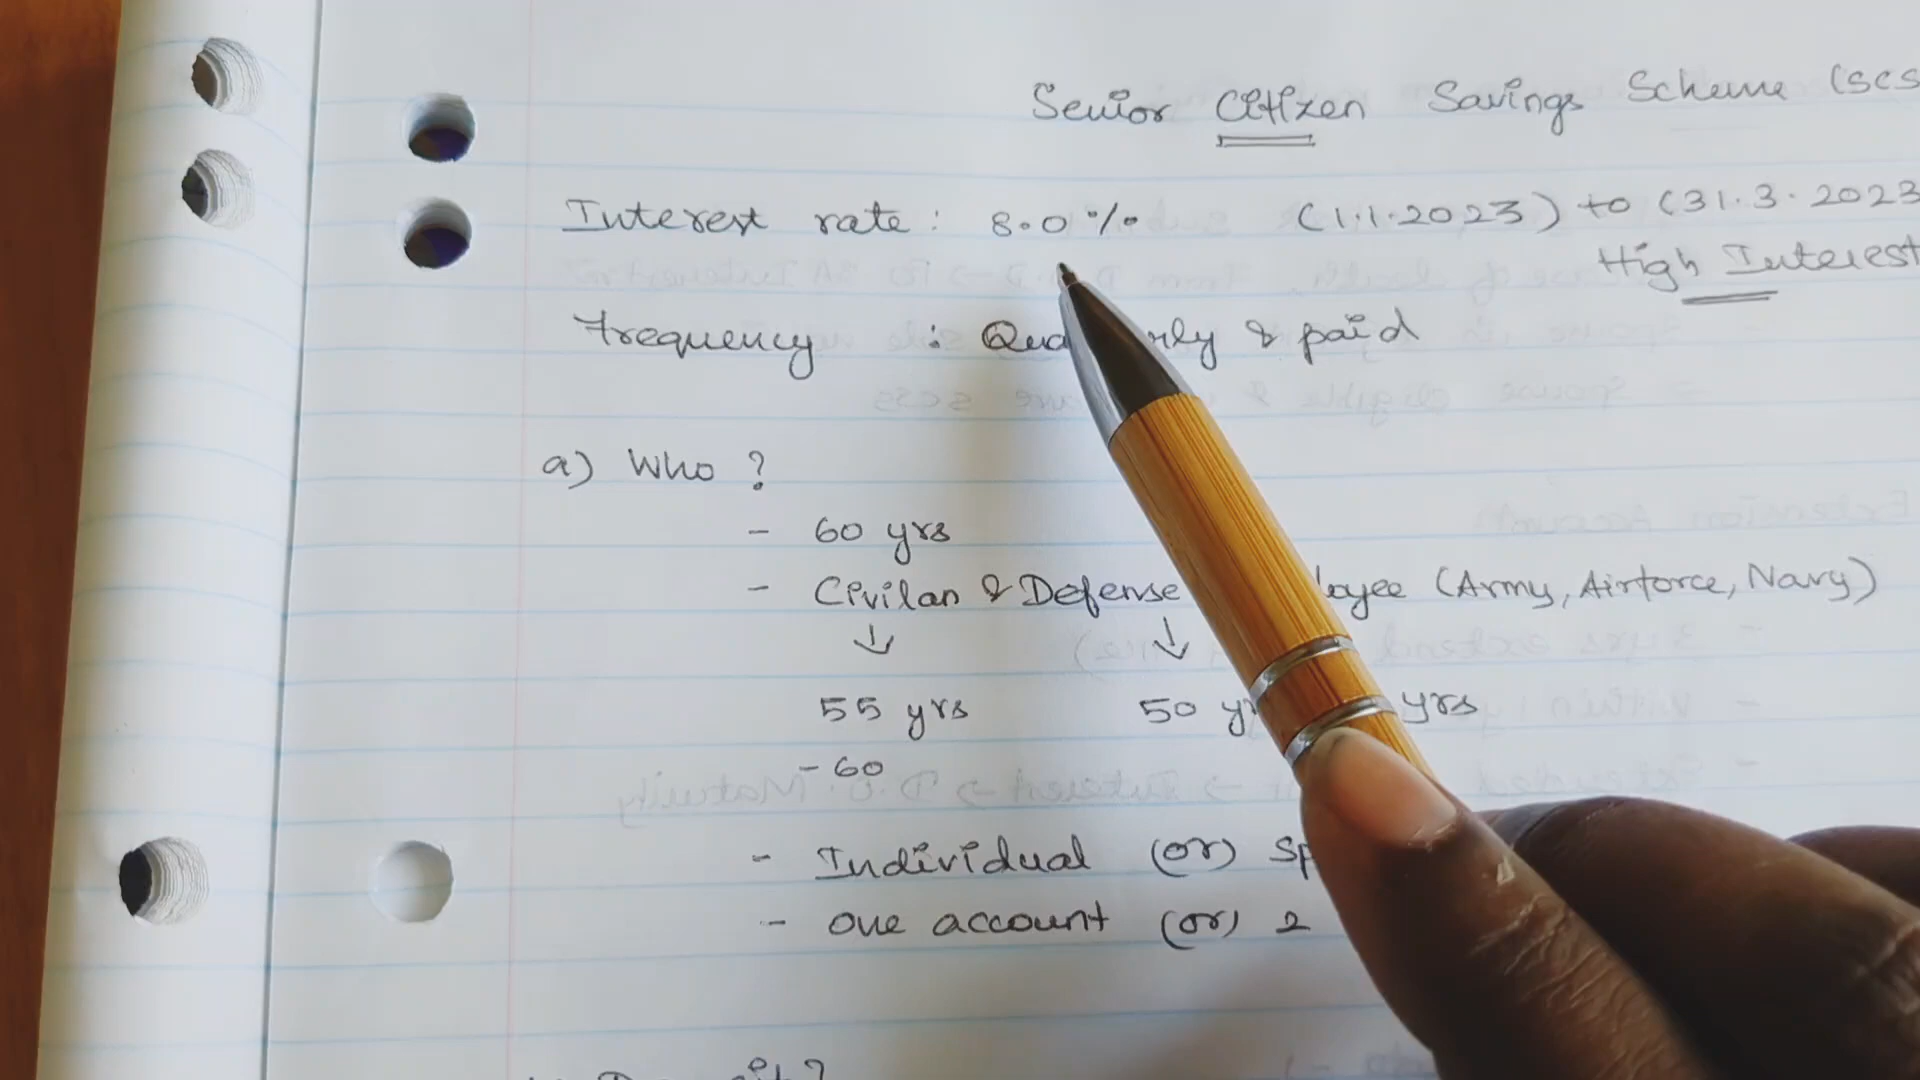 Senior Citizen Savings Scheme (SCS
Interest rate : 8.0 % (1.1.2023) to (31.3.2023
High Interest
Frequency : Qua rly & paid
a) Who ?
- 60 yrs
- Civilan & Defense loyee (Army, Airforce, Navy)
↓ ↓
55 yrs 50 y yrs
- 60
- Individual (or) Sp
- One account (or) 2